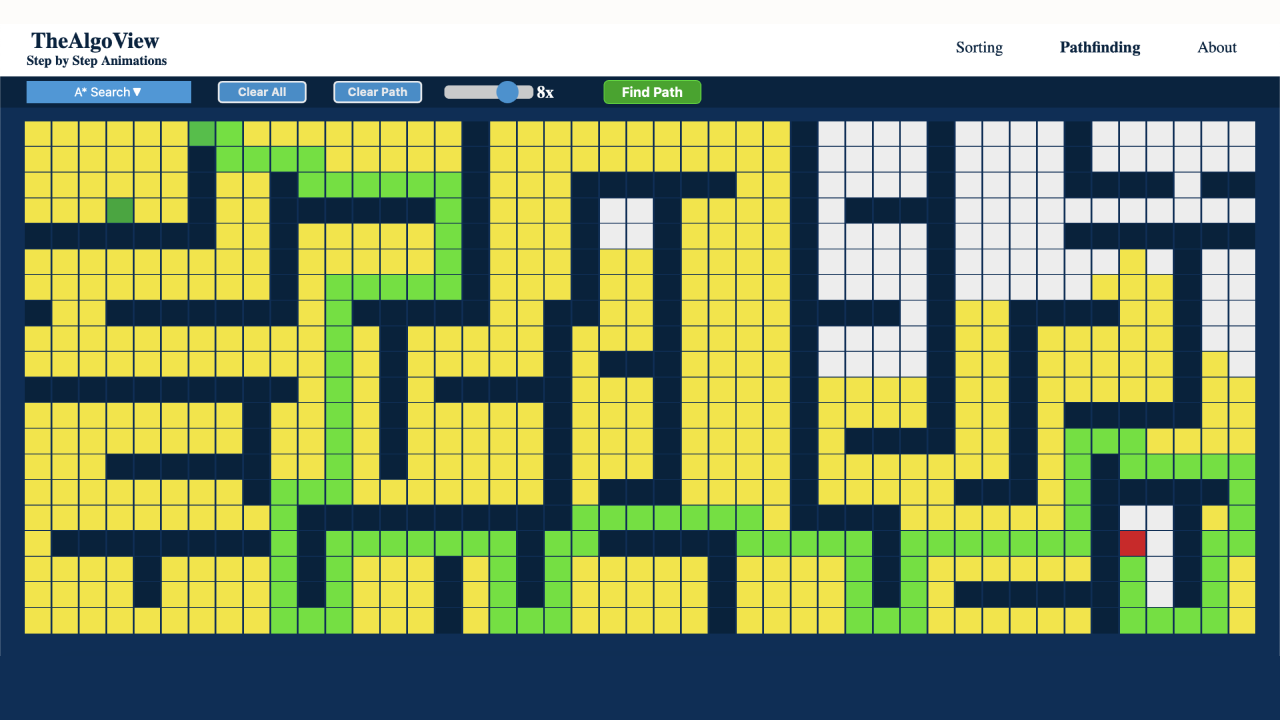 TheAlgoView
Step by Step Animations
Sorting
Pathfinding
About
A* Search ▼
Clear All
Clear Path
8x
Find Path